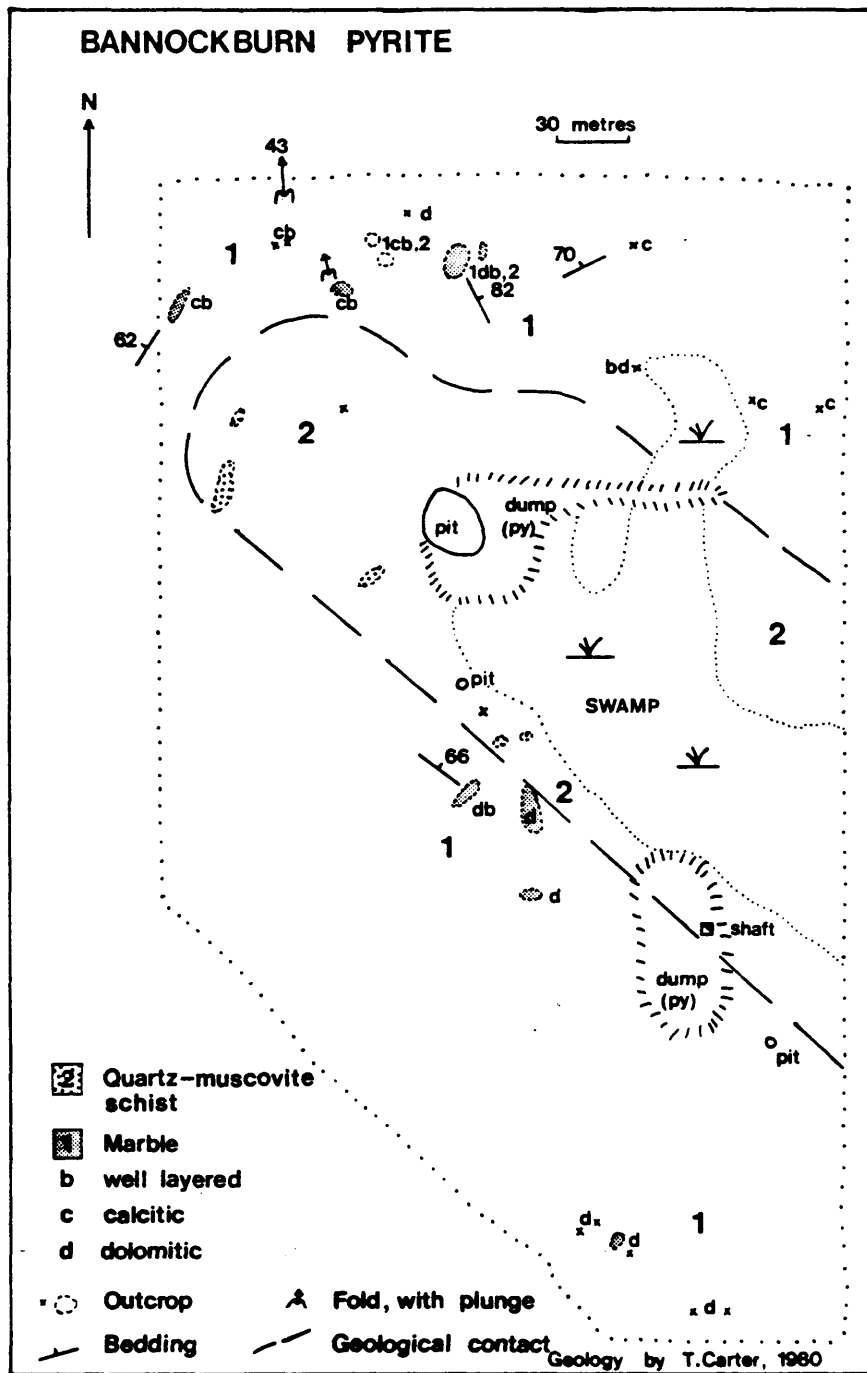 BANNOCKBURN PYRITE
N
30 metres
43
d
cb
1
1cb,2
c
70
1db,2
cb
82
cb
1
62
bd
c
c
2
1
dump
(py)
pit
2
pit
SWAMP
66
2
db
d
1
d
shaft
dump
(py)
pit
2 Quartz-muscovite
schist
1 Marble
b well layered
c calcitic
d dolomitic
d
d
1
d
Outcrop
Fold, with plunge
Bedding
Geological contact
Geology by T.Carter, 1980